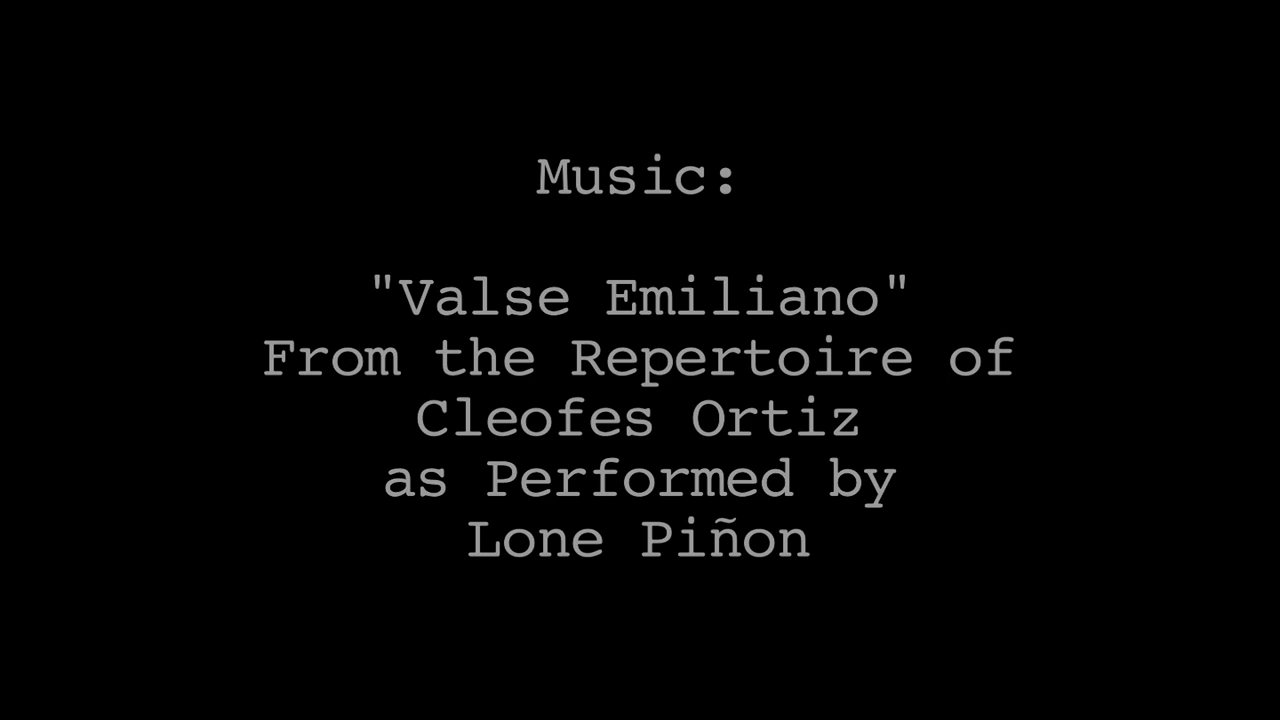 Music:
"Valse Emiliano"
From the Repertoire of
Cleofes Ortiz
as Performed by
Lone Piñon